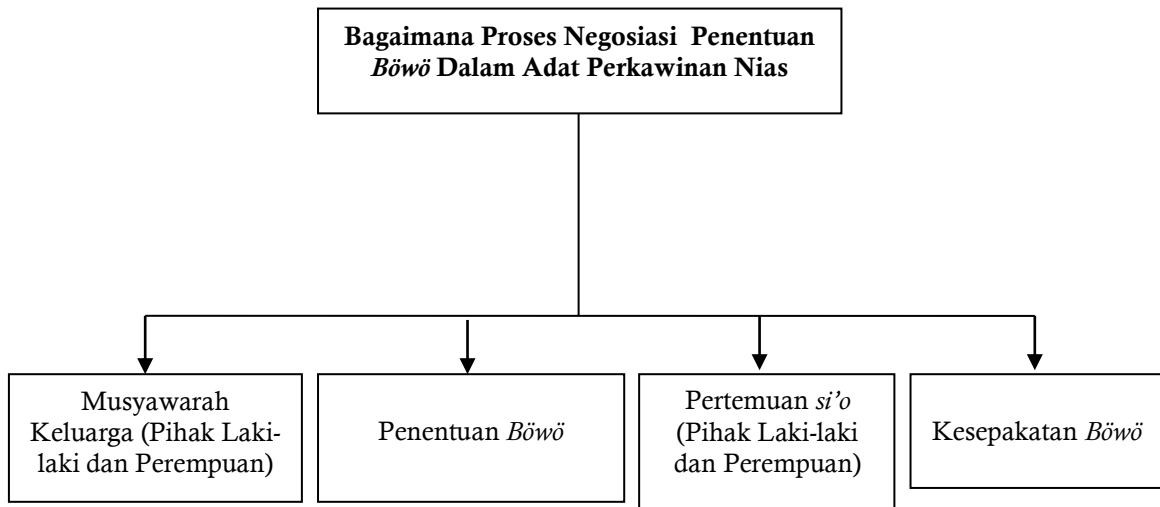 Bagaimana Proses Negosiasi Penentuan
Böwö Dalam Adat Perkawinan Nias
Musyawarah
Keluarga (Pihak Laki-
laki dan Perempuan)
Penentuan Böwö
Pertemuan si’o
(Pihak Laki-laki
dan Perempuan)
Kesepakatan Böwö